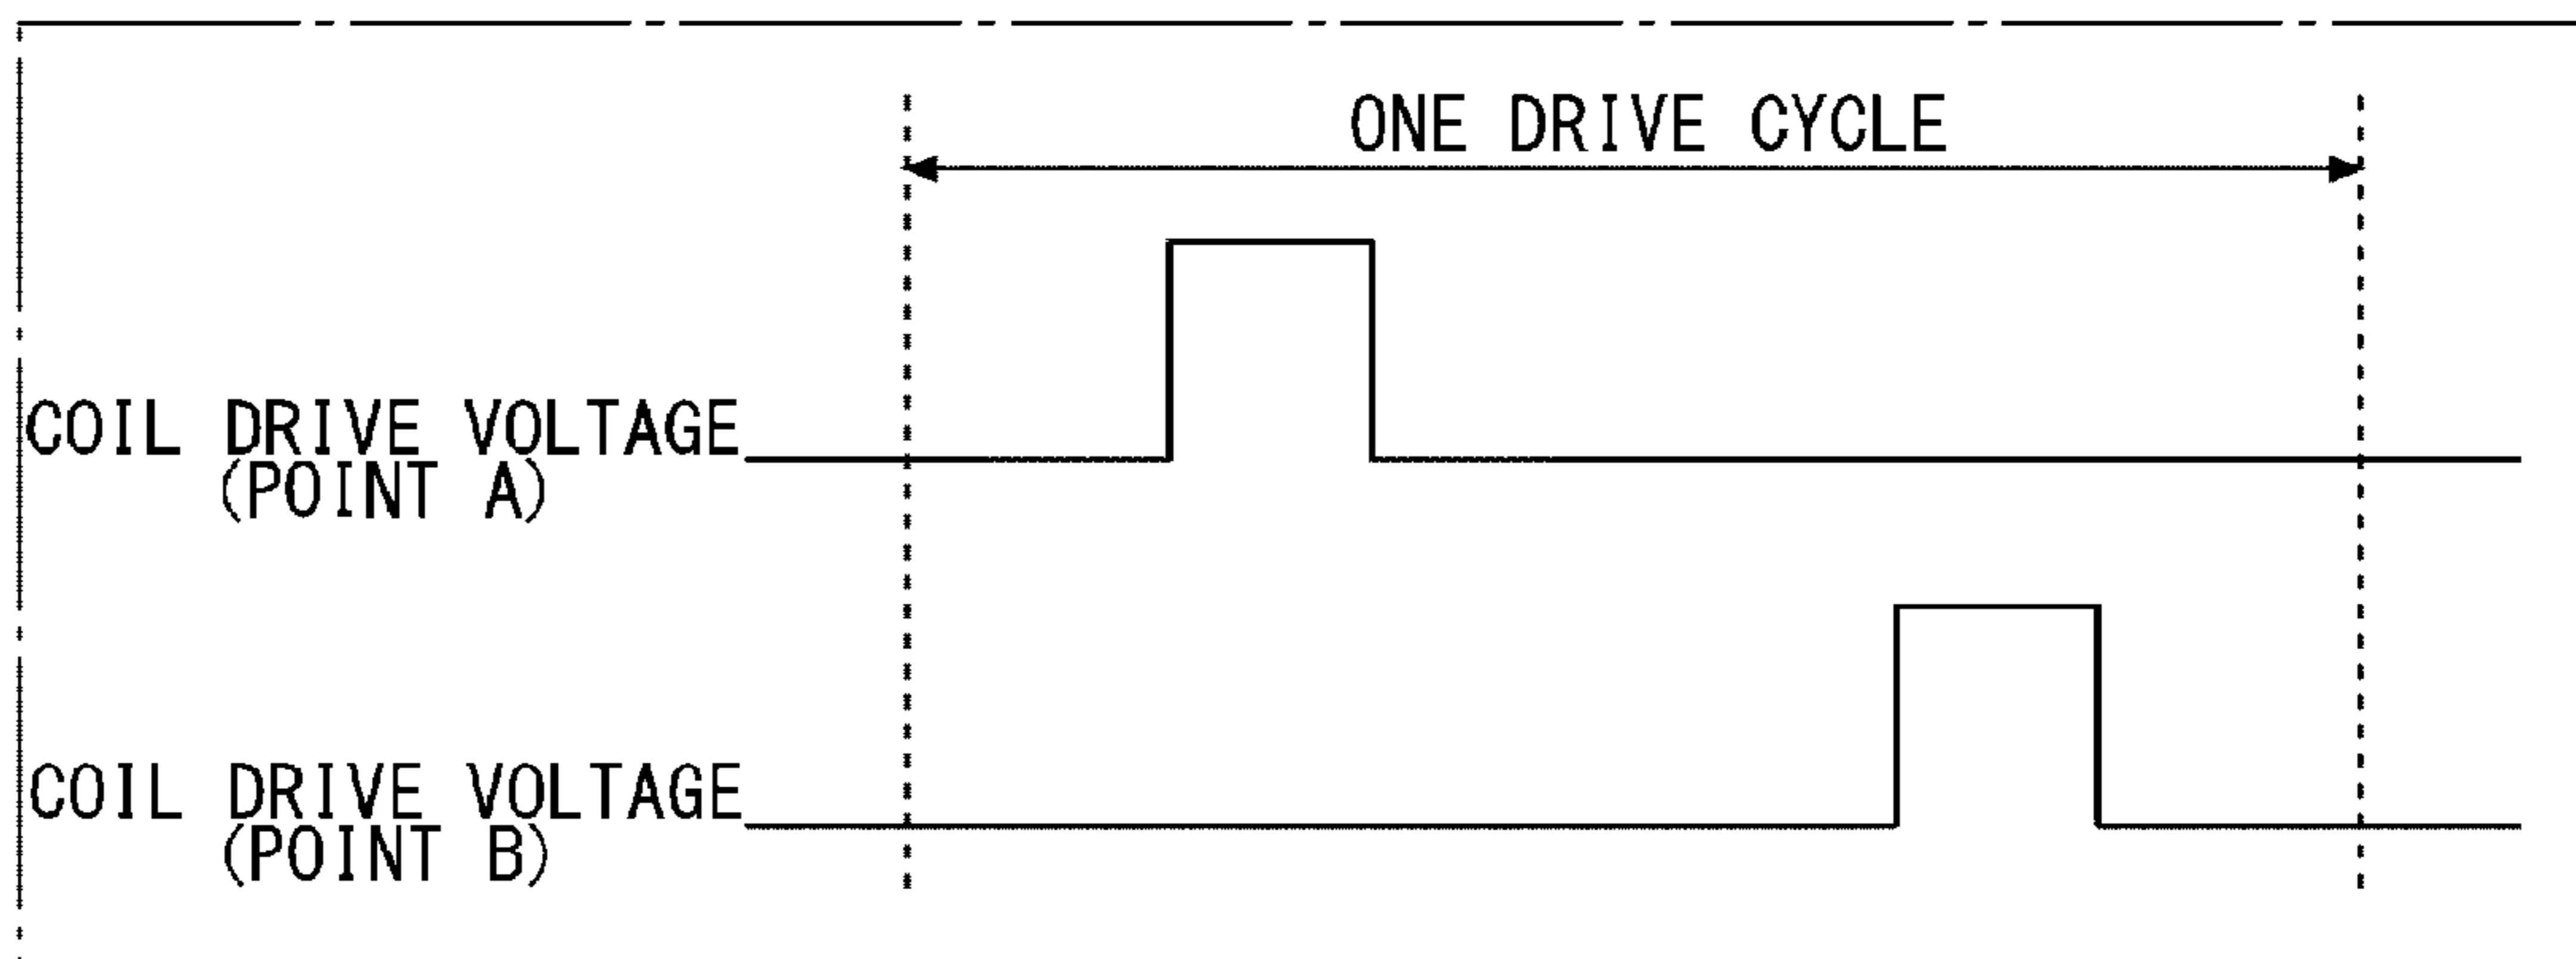 ONE DRIVE CYCLE
COIL DRIVE VOLTAGE
(POINT A)
COIL DRIVE VOLTAGE
(POINT B)